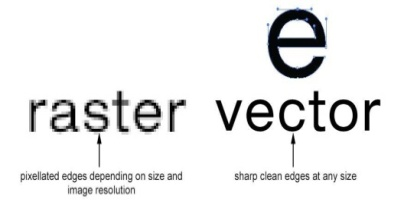 e
raster
vector
pixellated edges depending on size and
image resolution
sharp clean edges at any size